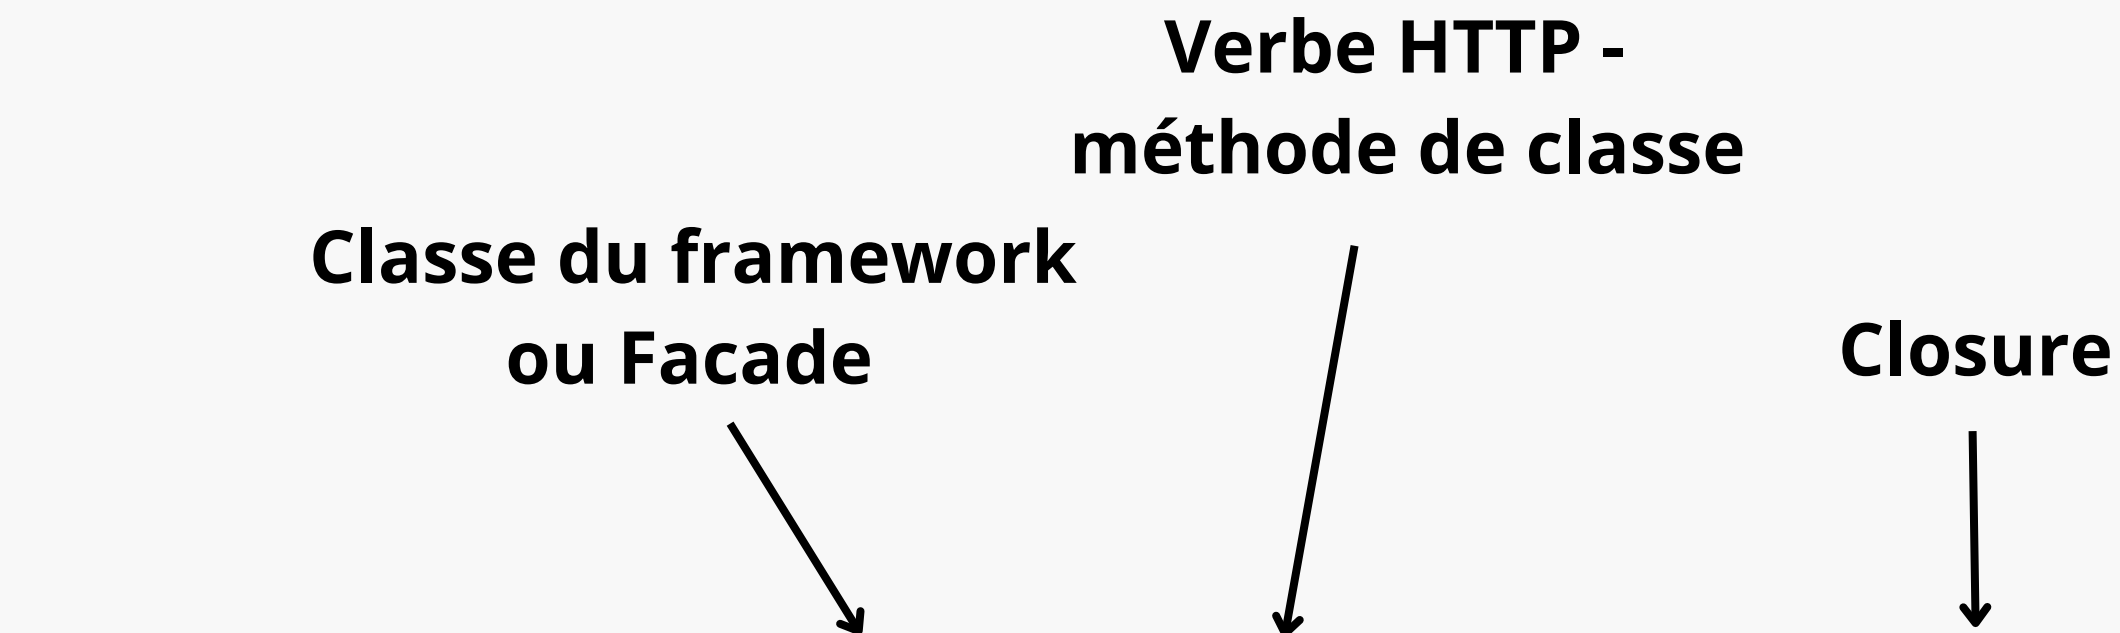 Verbe HTTP -
méthode de classe
Classe du framework
ou Facade
Closure